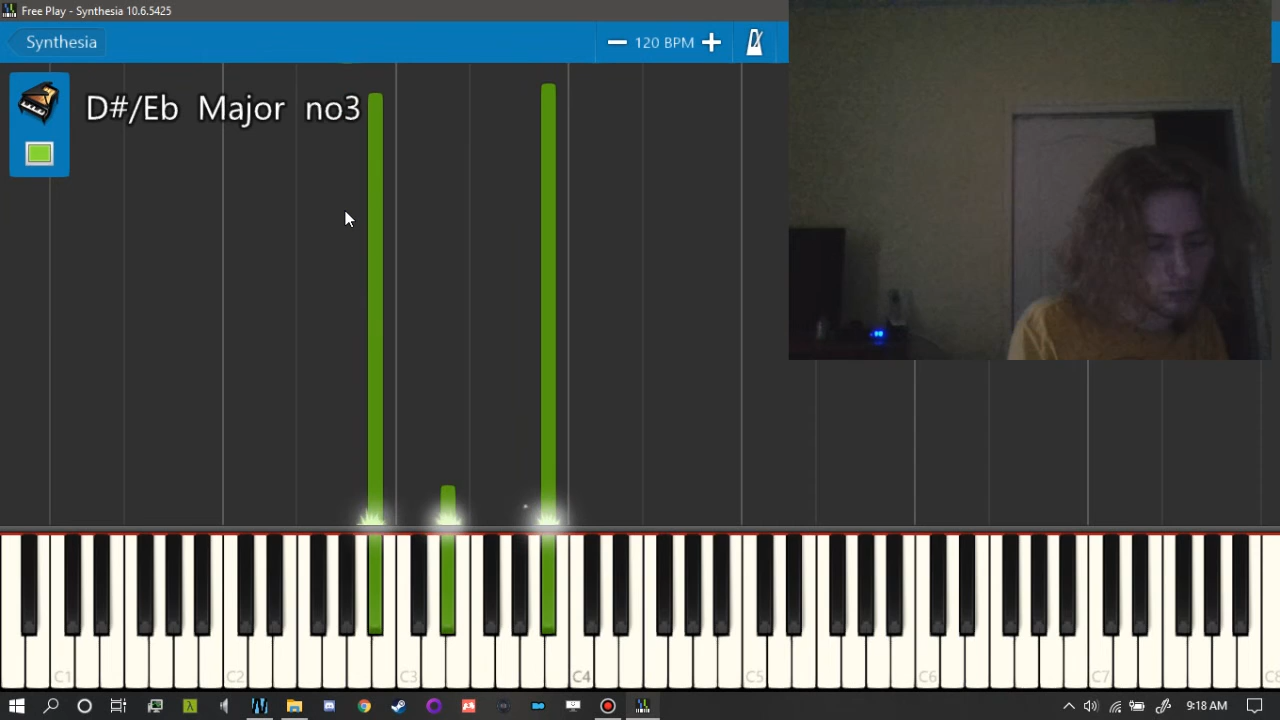 Free Play - Synthesia 10.6.5425
Synthesia
120 BPM
D#/Eb Major no3
C1 C2 C3 C4 C5 C6 C7 C8
9:18 AM